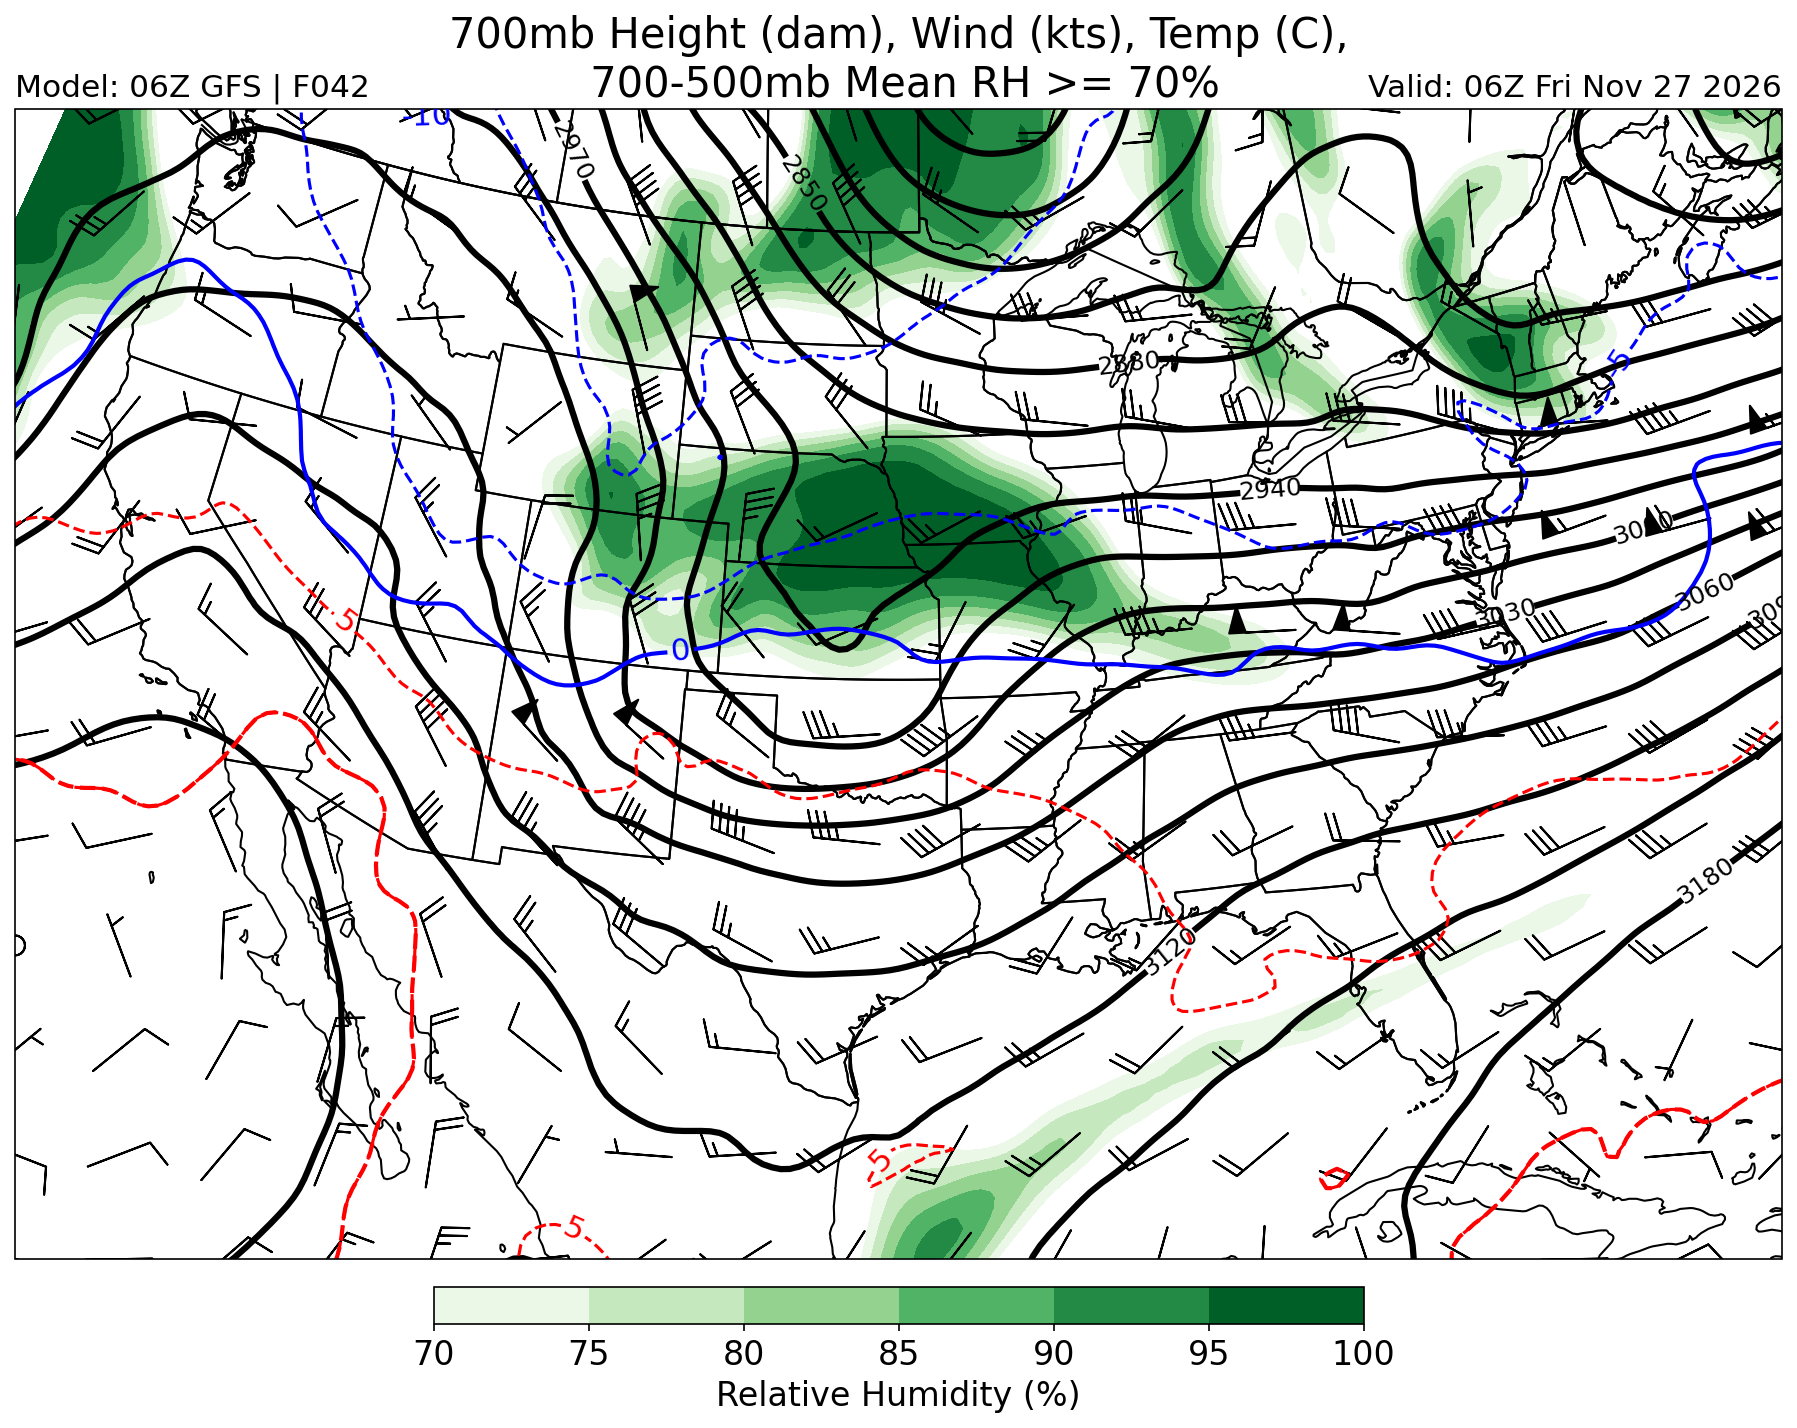 700mb Height (dam), Wind (kts), Temp (C),
700-500mb Mean RH >= 70%
Model: 06Z GFS | F042
Valid: 06Z Fri Nov 27 2026
-10
2970
2850
2880
5
2940
3060
3030
5
0
3180
3120
5
5
70 75 80 85 90 95 100
Relative Humidity (%)